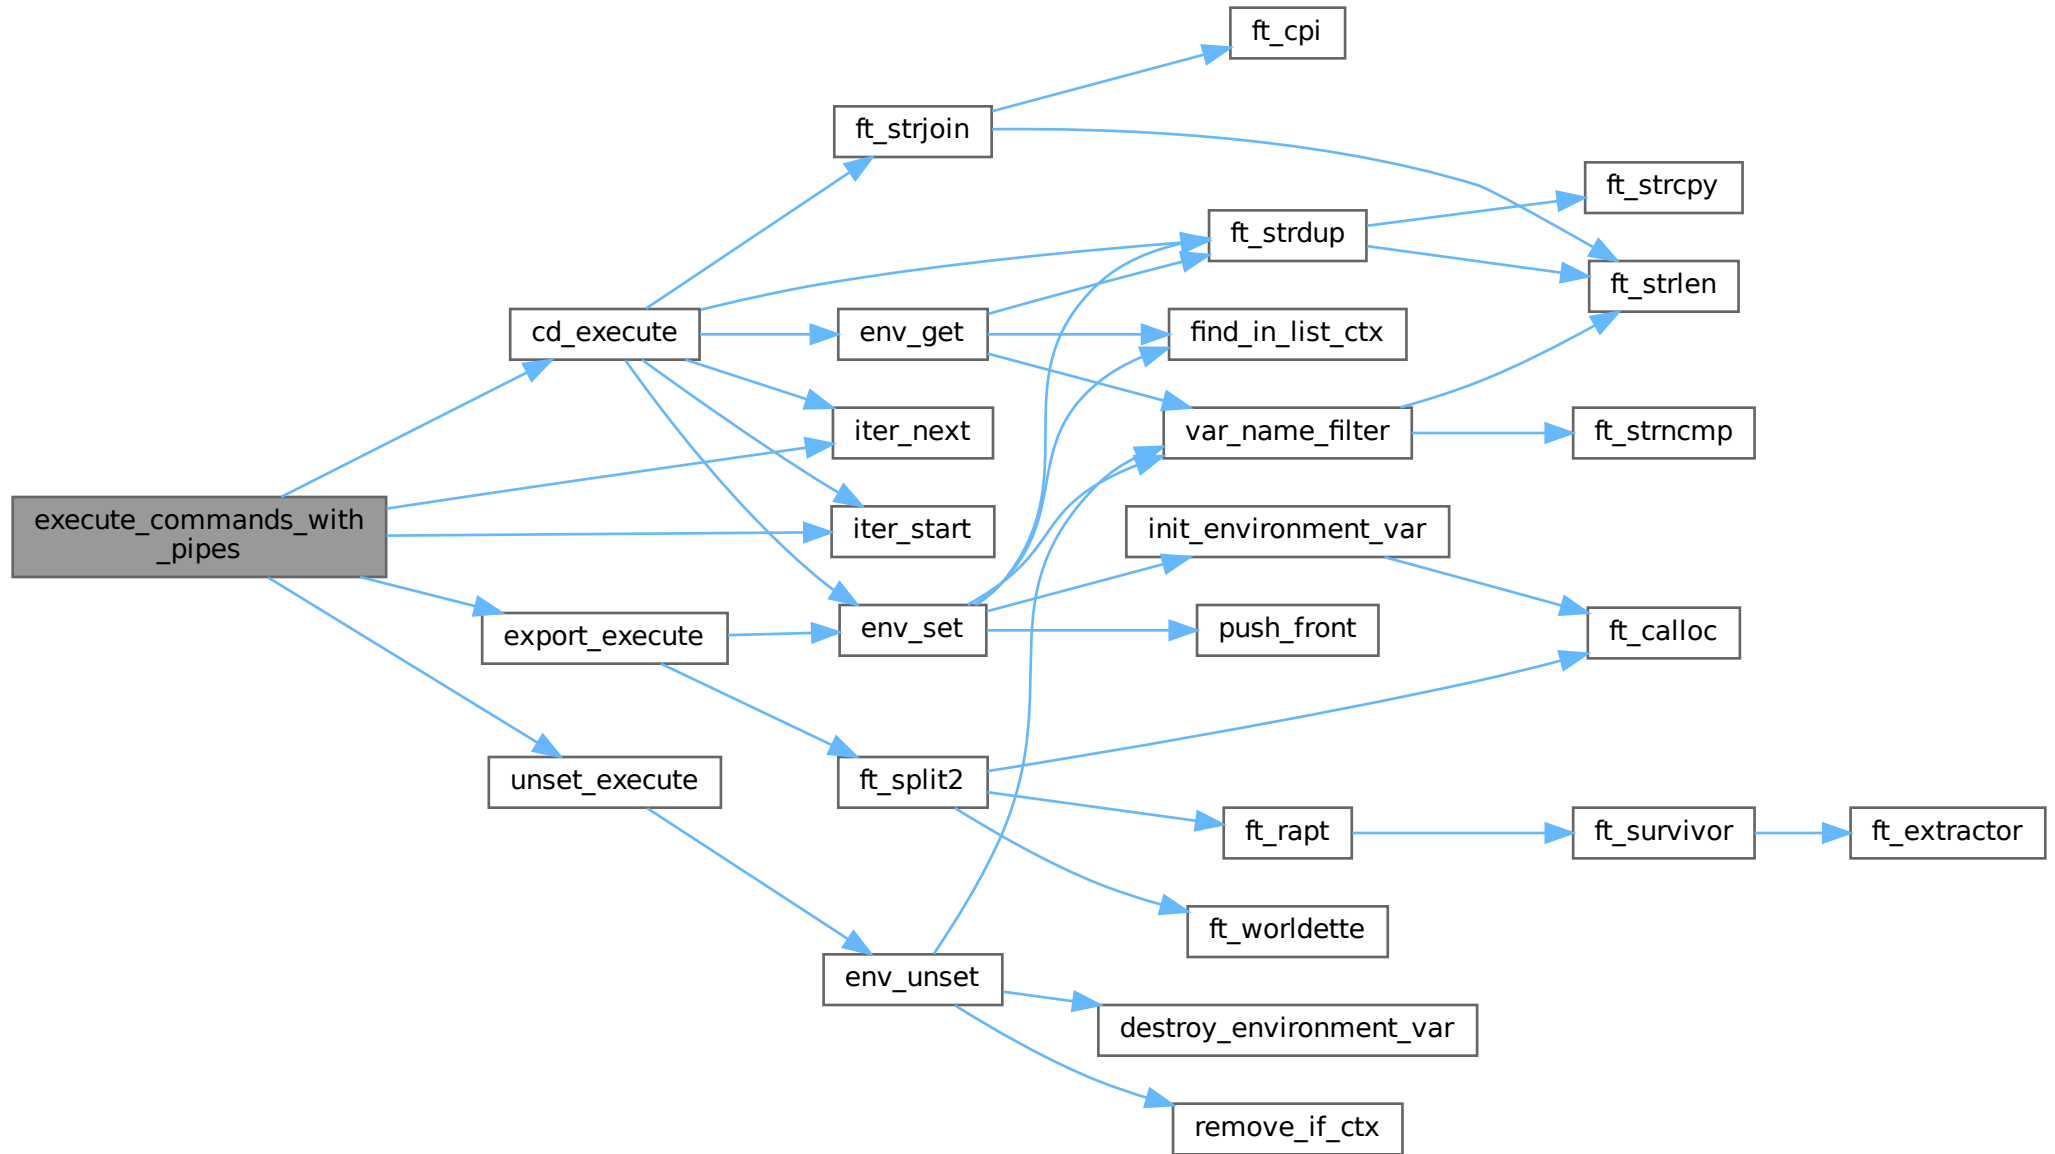 ft_cpi
ft_strjoin
ft_strcpy
ft_strdup
ft_strlen
cd_execute
env_get
find_in_list_ctx
iter_next
var_name_filter
ft_strncmp
execute_commands_with
_pipes
iter_start
init_environment_var
export_execute
env_set
push_front
ft_calloc
unset_execute
ft_split2
ft_rapt
ft_survivor
ft_extractor
ft_worldette
env_unset
destroy_environment_var
remove_if_ctx